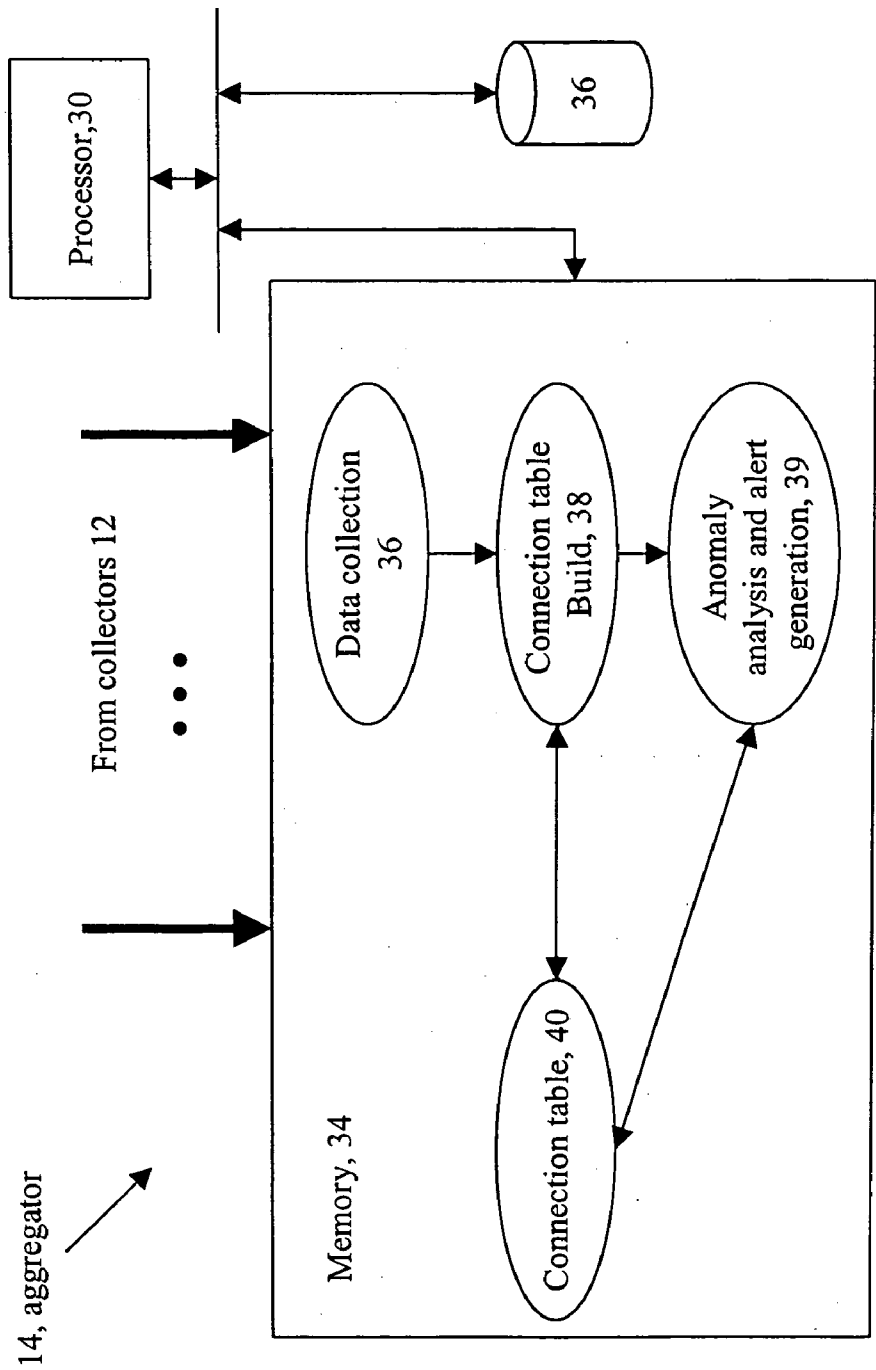 14, aggregator
From collectors 12
Processor,30
36
Memory, 34
Data collection
36
Connection table
Build, 38
Connection table, 40
Anomaly
analysis and alert
generation, 39